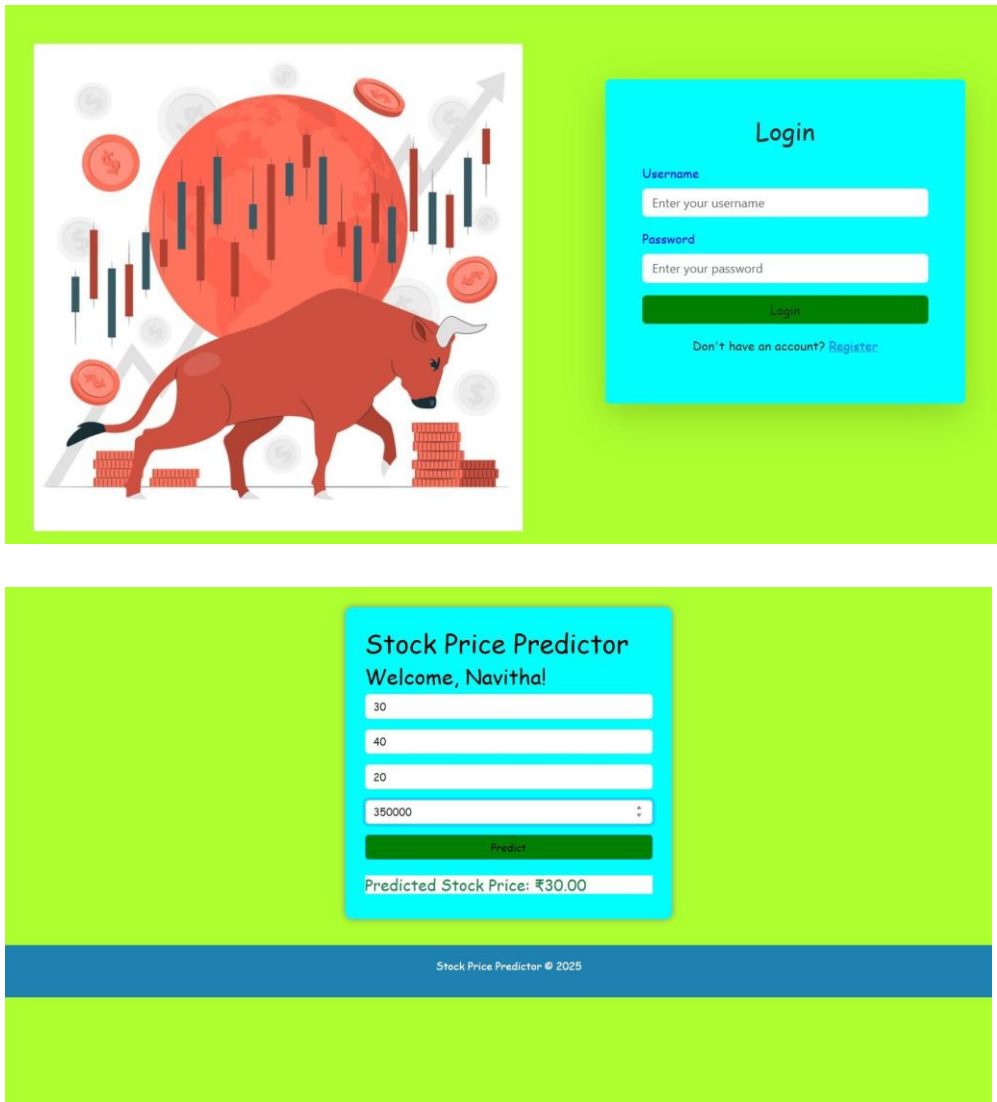 Login
Username
Enter your username
Password
Enter your password
Login
Don't have an account? Register
Stock Price Predictor
Welcome, Navitha!
30
40
20
350000
Predict
Predicted Stock Price: ₹30.00
Stock Price Predictor © 2025